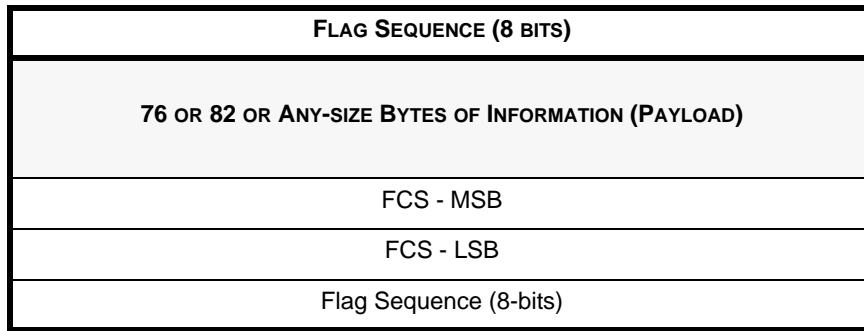 FLAG SEQUENCE (8 BITS)
76 OR 82 OR ANY-SIZE BYTES OF INFORMATION (PAYLOAD)
FCS - MSB
FCS - LSB
Flag Sequence (8-bits)